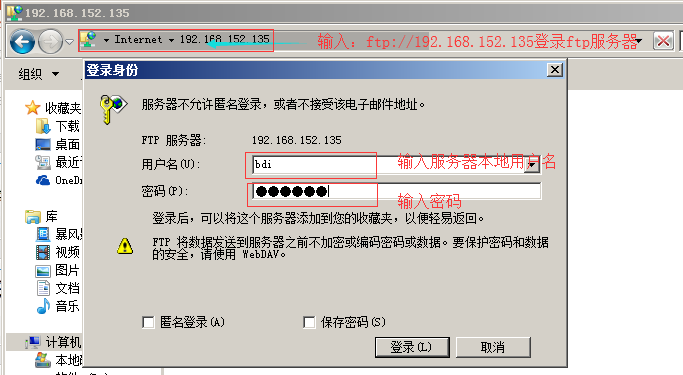 192.168.152.135
Internet 192.168.152.135
输入：ftp://192.168.152.135登录ftp服务器
组织
登录身份
收藏夹
下载
桌面
OneDr
库
视频
图片
文档
音乐
计算机
服务器不允许匿名登录，或者不接受该电子邮件地址。
FTP 服务器: 192.168.152.135
用户名(U): bdi
输入服务器本地用户名
密码(P): ●●●●●●
输入密码
登录后，可以将这个服务器添加到您的收藏夹，以便轻易返回。
FTP 将数据发送到服务器之前不加密或编码密码或数据。要保护密码和数据
的安全，请使用 WebDAV。
匿名登录(A) 保存密码(S)
登录(L) 取消